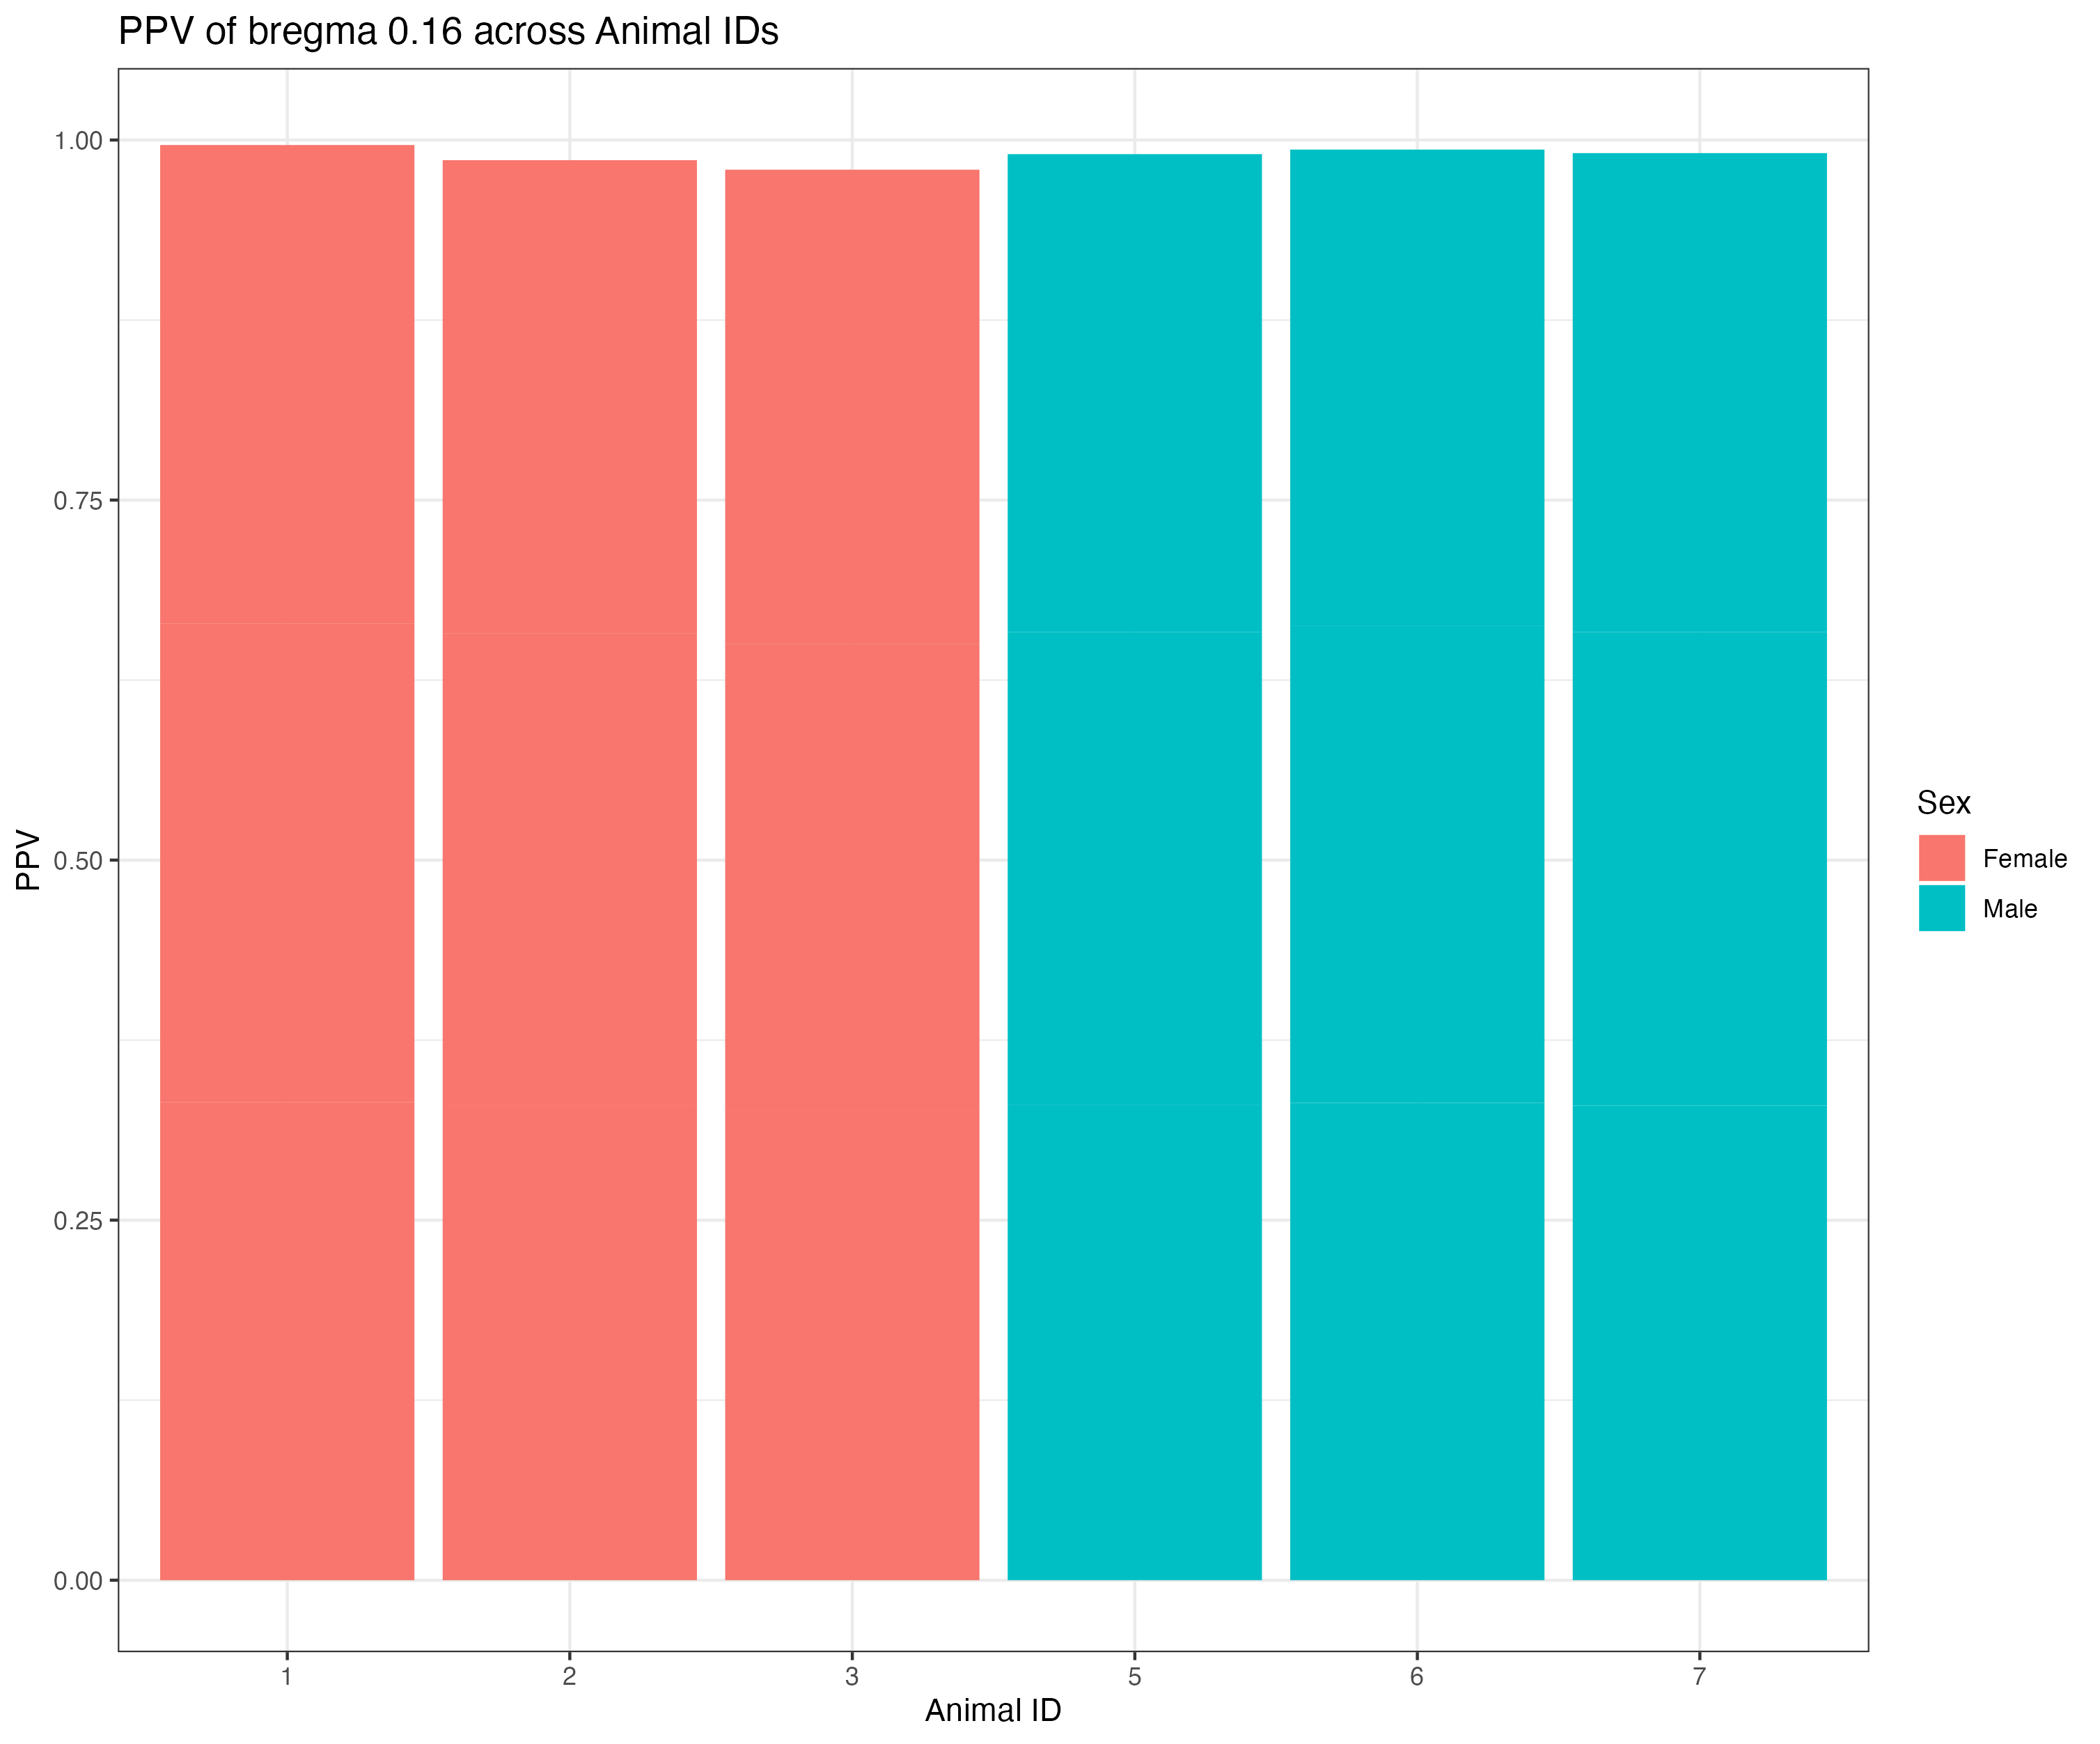 PPV of bregma 0.16 across Animal IDs
1.00
0.75
0.50
0.25
0.00
PPV
1 2 3 5 6 7
Animal ID
Sex
Female
Male